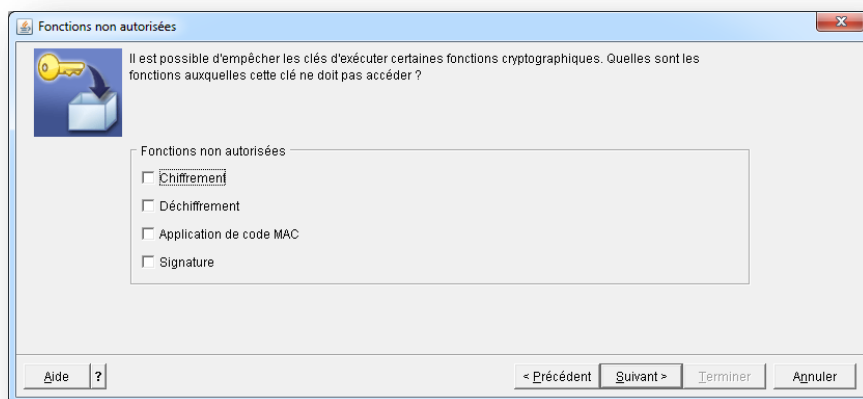 Fonctions non autorisées
Il est possible d'empêcher les clés d'exécuter certaines fonctions cryptographiques. Quelles sont les
fonctions auxquelles cette clé ne doit pas accéder ?
Fonctions non autorisées
Chiffrement
Déchiffrement
Application de code MAC
Signature
Aide ? < Précédent Suivant > Terminer Annuler